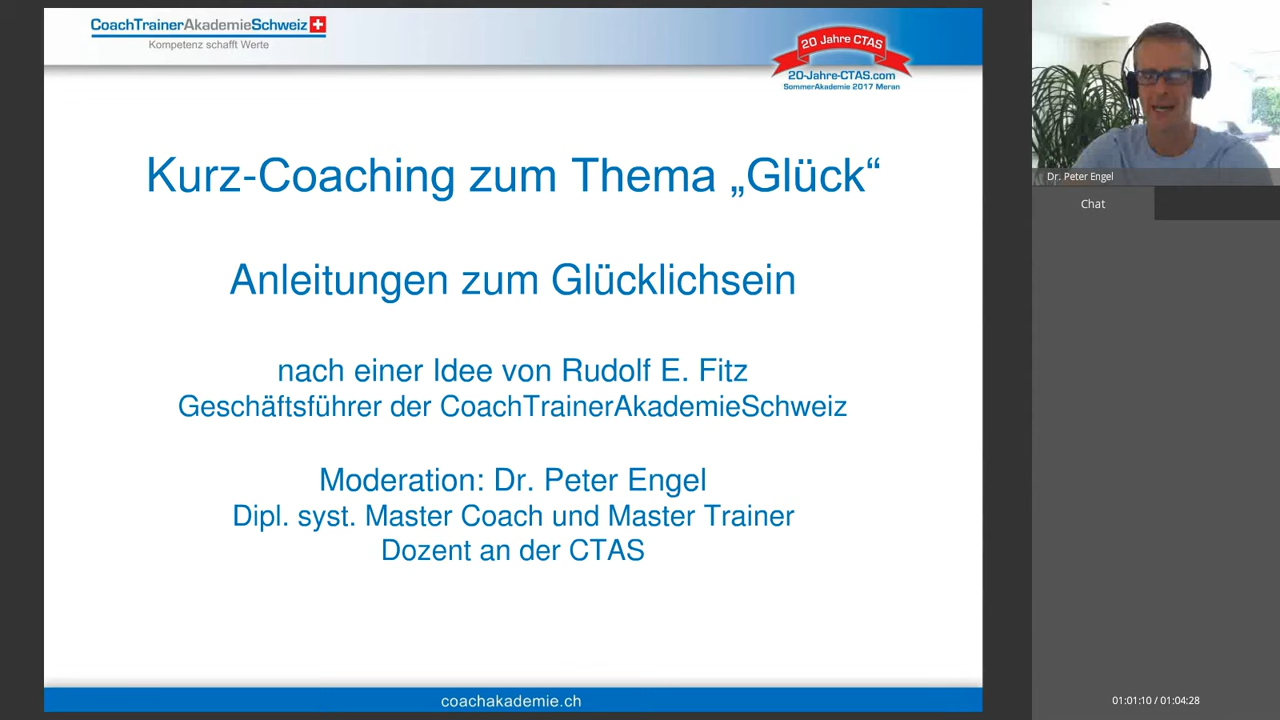 CoachTrainerAkademieSchweiz
Kompetenz schafft Werte
20 Jahre CTAS
20-Jahre-CTAS.com
SommerAkademie 2017 Meran
Kurz-Coaching zum Thema „Glück“
Anleitungen zum Glücklichsein
nach einer Idee von Rudolf E. Fitz
Geschäftsführer der CoachTrainerAkademieSchweiz
Moderation: Dr. Peter Engel
Dipl. syst. Master Coach und Master Trainer
Dozent an der CTAS
coachakademie.ch
Dr. Peter Engel
Chat
01:01:10 / 01:04:28